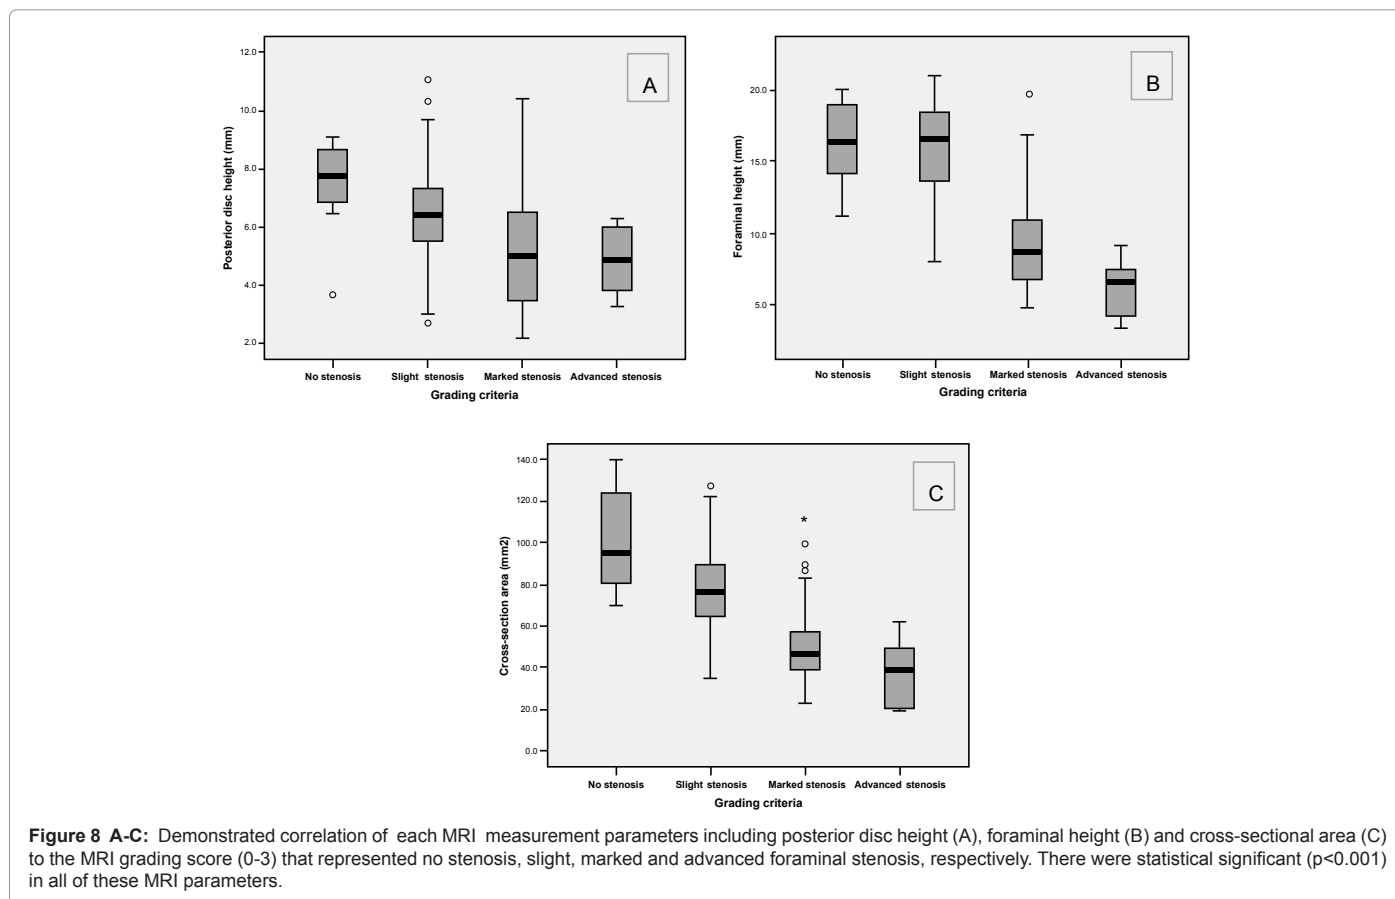 A
12.0
10.0
8.0
6.0
4.0
2.0
Posterior disc height (mm)
No stenosis Slight stenosis Marked stenosis Advanced stenosis
Grading criteria
B
20.0
15.0
10.0
5.0
Foraminal height (mm)
No stenosis Slight stenosis Marked stenosis Advanced stenosis
Grading criteria
C
140.0
120.0
100.0
80.0
60.0
40.0
20.0
0.0
Cross-section area (mm2)
*
No stenosis Slight stenosis Marked stenosis Advanced stenosis
Grading criteria
Figure 8 A-C: Demonstrated correlation of each MRI measurement parameters including posterior disc height (A), foraminal height (B) and cross-sectional area (C)
to the MRI grading score (0-3) that represented no stenosis, slight, marked and advanced foraminal stenosis, respectively. There were statistical significant (p<0.001)
in all of these MRI parameters.